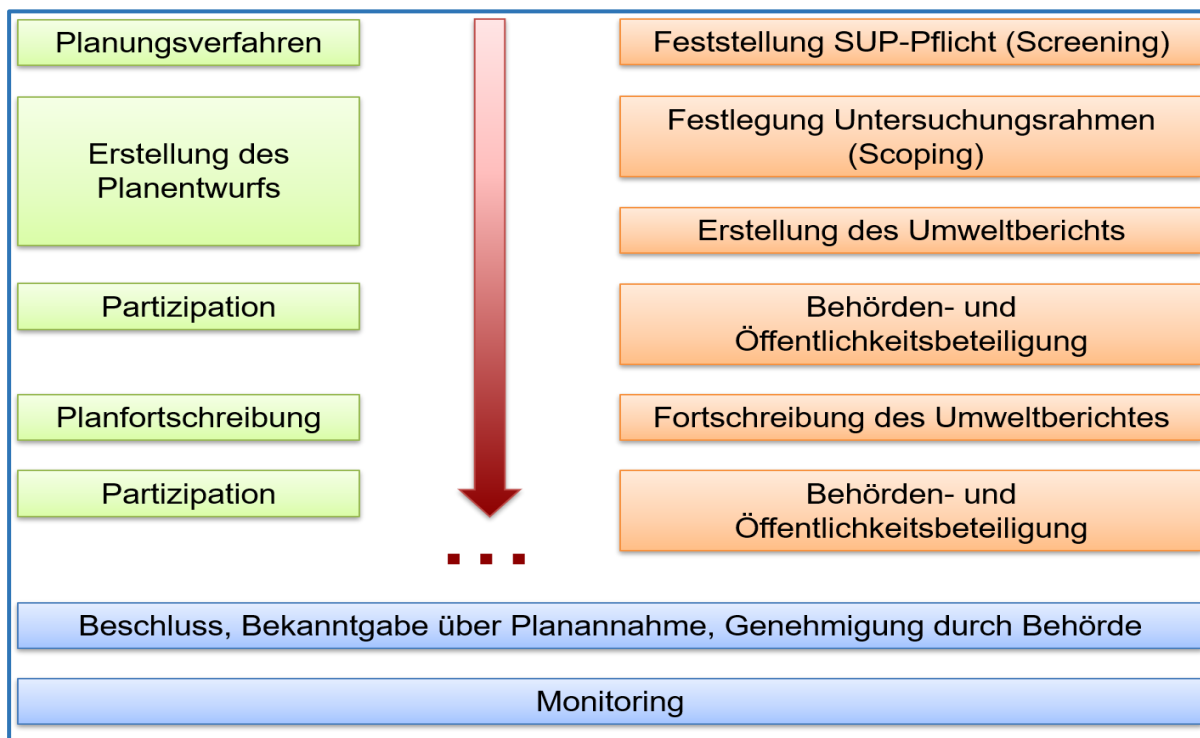 Planungsverfahren
Feststellung SUP-Pflicht (Screening)
Erstellung des
Planentwurfs
Festlegung Untersuchungsrahmen
(Scoping)
Erstellung des Umweltberichts
Partizipation
Behörden- und
Öffentlichkeitsbeteiligung
Planfortschreibung
Fortschreibung des Umweltberichtes
Partizipation
Behörden- und
Öffentlichkeitsbeteiligung
...
Beschluss, Bekanntgabe über Planannahme, Genehmigung durch Behörde
Monitoring